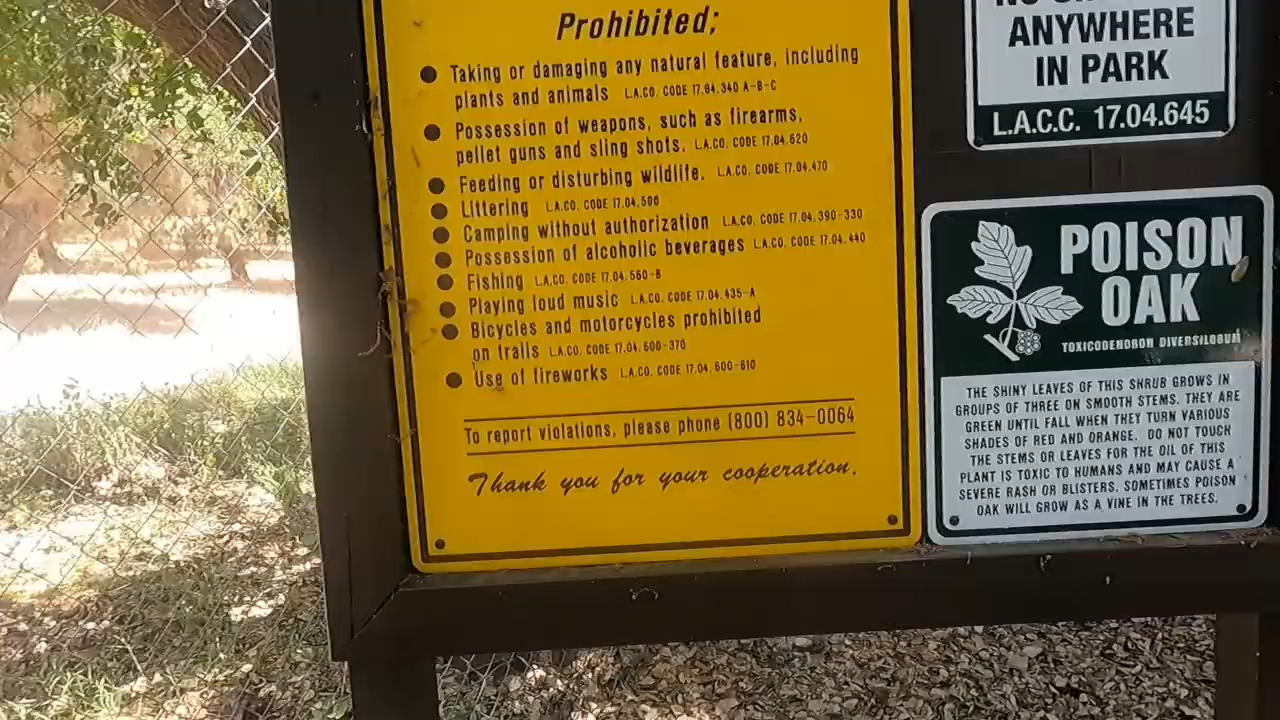 Prohibited;
● Taking or damaging any natural feature, including
plants and animals L.A.CO. CODE 17.04.340 A-B-C
● Possession of weapons, such as firearms,
pellet guns and sling shots. L.A.CO. CODE 17.04.620
● Feeding or disturbing wildlife. L.A.CO. CODE 17.04.470
● Littering L.A.CO. CODE 17.04.500
● Camping without authorization L.A.CO. CODE 17.04.390-330
● Possession of alcoholic beverages L.A.CO. CODE 17.04.440
● Fishing L.A.CO. CODE 17.04.560-B
● Playing loud music L.A.CO. CODE 17.04.435-A
● Bicycles and motorcycles prohibited
on trails L.A.CO. CODE 17.04.600-370
● Use of fireworks L.A.CO. CODE 17.04.600-610
To report violations, please phone (800) 834-0064
Thank you for your cooperation.
ANYWHERE
IN PARK
L.A.C.C. 17.04.645
POISON
OAK
TOXICODENDRON DIVERSILOBUM
THE SHINY LEAVES OF THIS SHRUB GROWS IN
GROUPS OF THREE ON SMOOTH STEMS. THEY ARE
GREEN UNTIL FALL WHEN THEY TURN VARIOUS
SHADES OF RED AND ORANGE. DO NOT TOUCH
THE STEMS OR LEAVES FOR THE OIL OF THIS
PLANT IS TOXIC TO HUMANS AND MAY CAUSE A
SEVERE RASH OR BLISTERS. SOMETIMES POISON
OAK WILL GROW AS A VINE IN THE TREES.